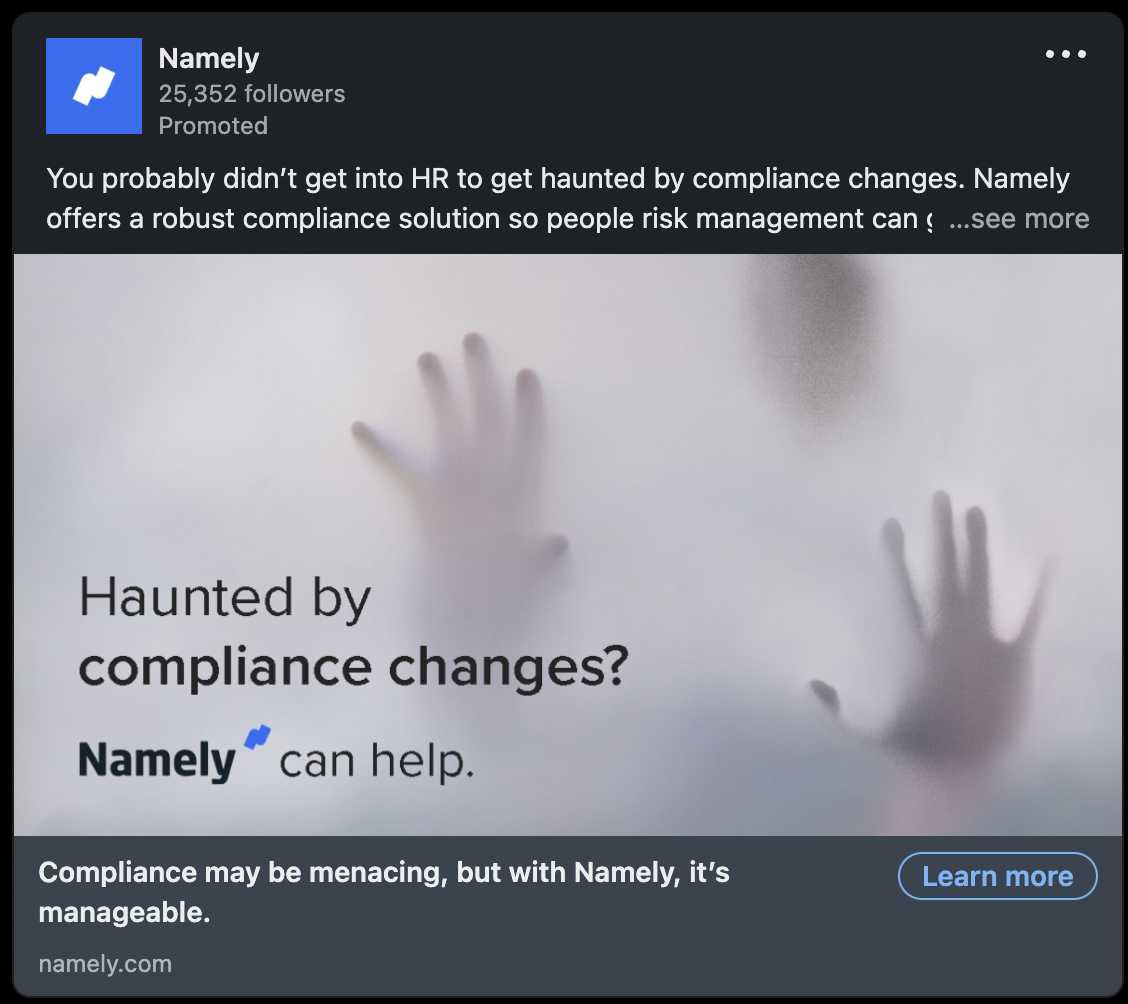 Namely
25,352 followers
Promoted
You probably didn’t get into HR to get haunted by compliance changes. Namely
offers a robust compliance solution so people risk management can ...see more
Haunted by
compliance changes?
Namely can help.
Compliance may be menacing, but with Namely, it’s
manageable.
Learn more
namely.com